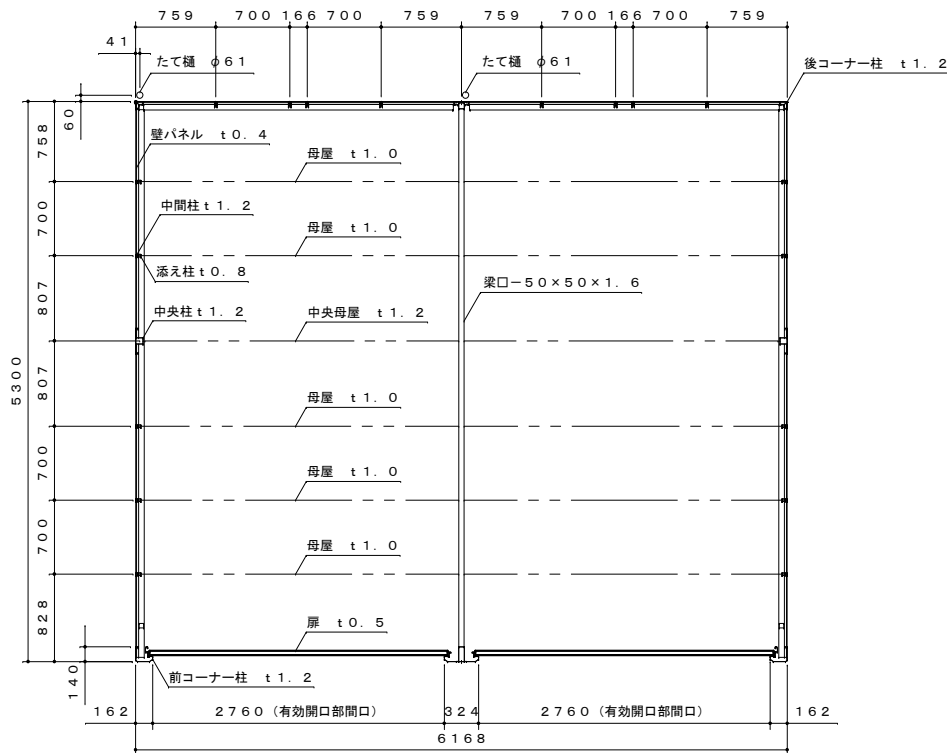 759 700 166 700 759 759 700 166 700 759
41
たて樋 φ61 たて樋 φ61
後コーナー柱 t1.2
60
758
壁パネル t0.4
母屋 t1.0
700
中間柱t1.2
母屋 t1.0
添え柱t0.8
807
梁口-50×50×1.6
中央柱t1.2 中央母屋 t1.2
5300
807
母屋 t1.0
700
母屋 t1.0
700
母屋 t1.0
828
扉 t0.5
140
前コーナー柱 t1.2
162 2760(有効開口部間口) 324 2760(有効開口部間口) 162
6168